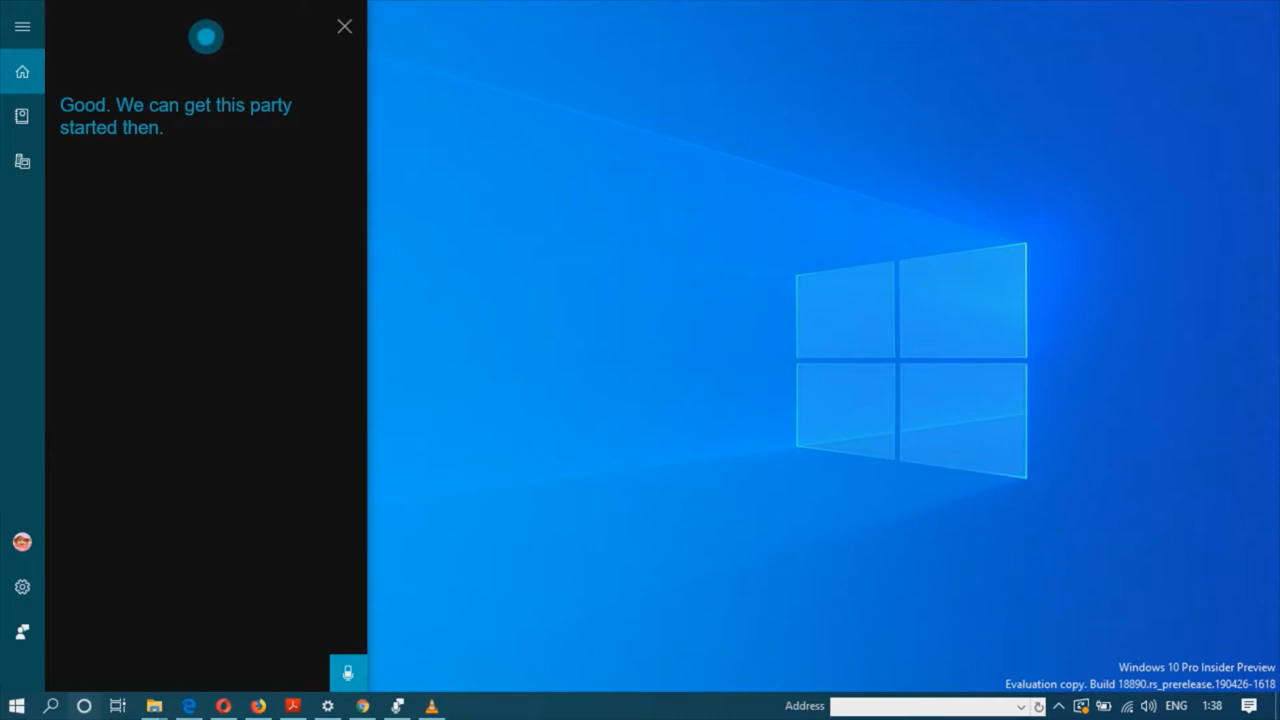 Good. We can get this party
started then.
Windows 10 Pro Insider Preview
Evaluation copy. Build 18890.rs_prerelease.190426-1618
Address
ENG
1:38